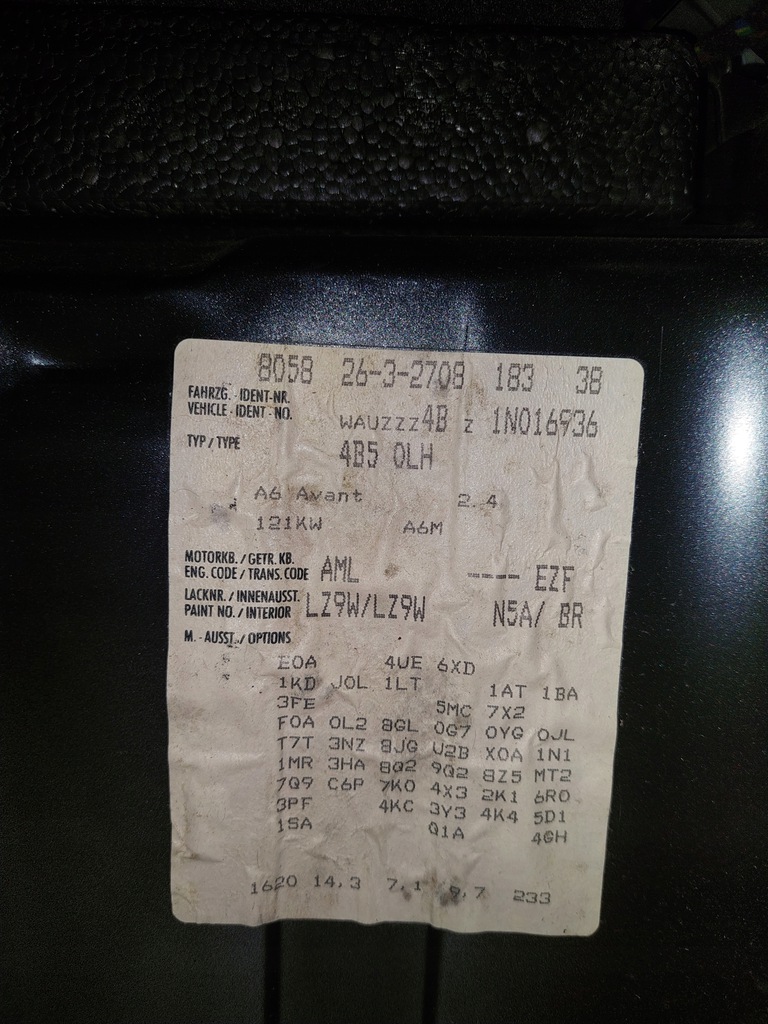 8058 26-3-2708 183 38
FAHRZG. - IDENT-NR.
VEHICLE - IDENT - NO. WAUZZZ4B Z 1N016936
TYP / TYPE 4B5 0LH
A6 Avant 2.4
121KW A6M
MOTORKB. / GETR. KB.
ENG. CODE / TRANS. CODE AML ---- EZF
LACKNR. / INNENAUSST.
PAINT NO. / INTERIOR LZ9W/LZ9W N5A/ BR
M. - AUSST. / OPTIONS
E0A 4UE 6XD
1KD J0L 1LT 1AT 1BA
3FE 5MC 7X2
F0A 0L2 8GL 0G7 0YG 0JL
T7T 3NZ 8JG U2B X0A 1N1
1MR 3HA 8Q2 9Q2 8Z5 MT2
7Q9 C6P 7K0 4X3 2K1 6R0
3PF 4KC 3Y3 4K4 5D1
1SA Q1A 4GH
1620 14,3 7,1 9,7 233